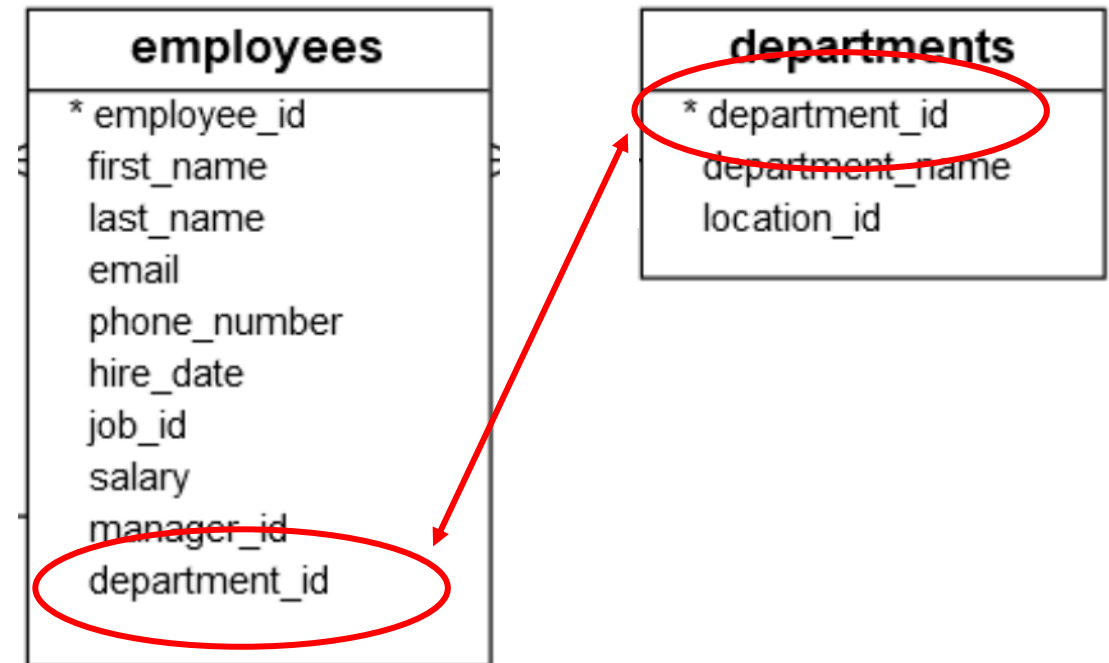 employees
* employee_id
first_name
last_name
email
phone_number
hire_date
job_id
salary
manager_id
department_id
departments
* department_id
department_name
location_id